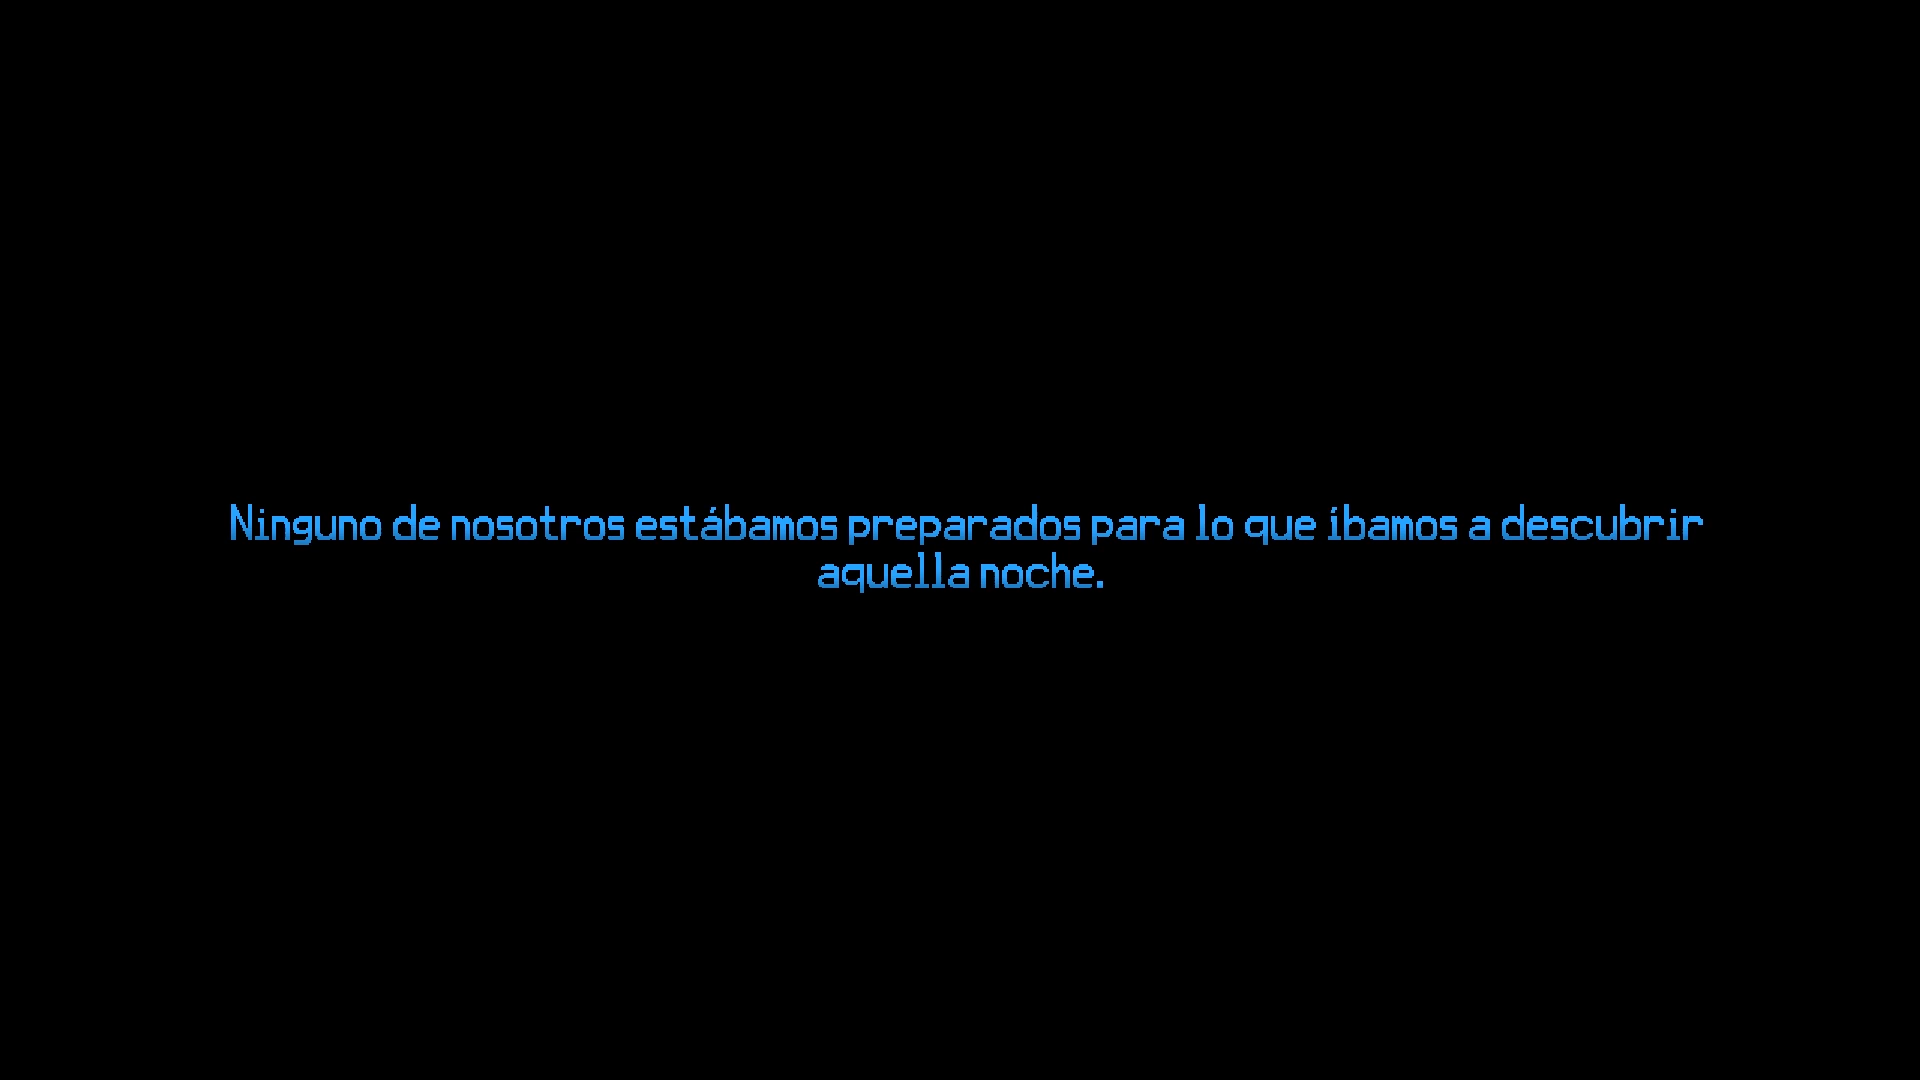 Ninguno de nosotros estábamos preparados para lo que íbamos a descubrir
aquella noche.